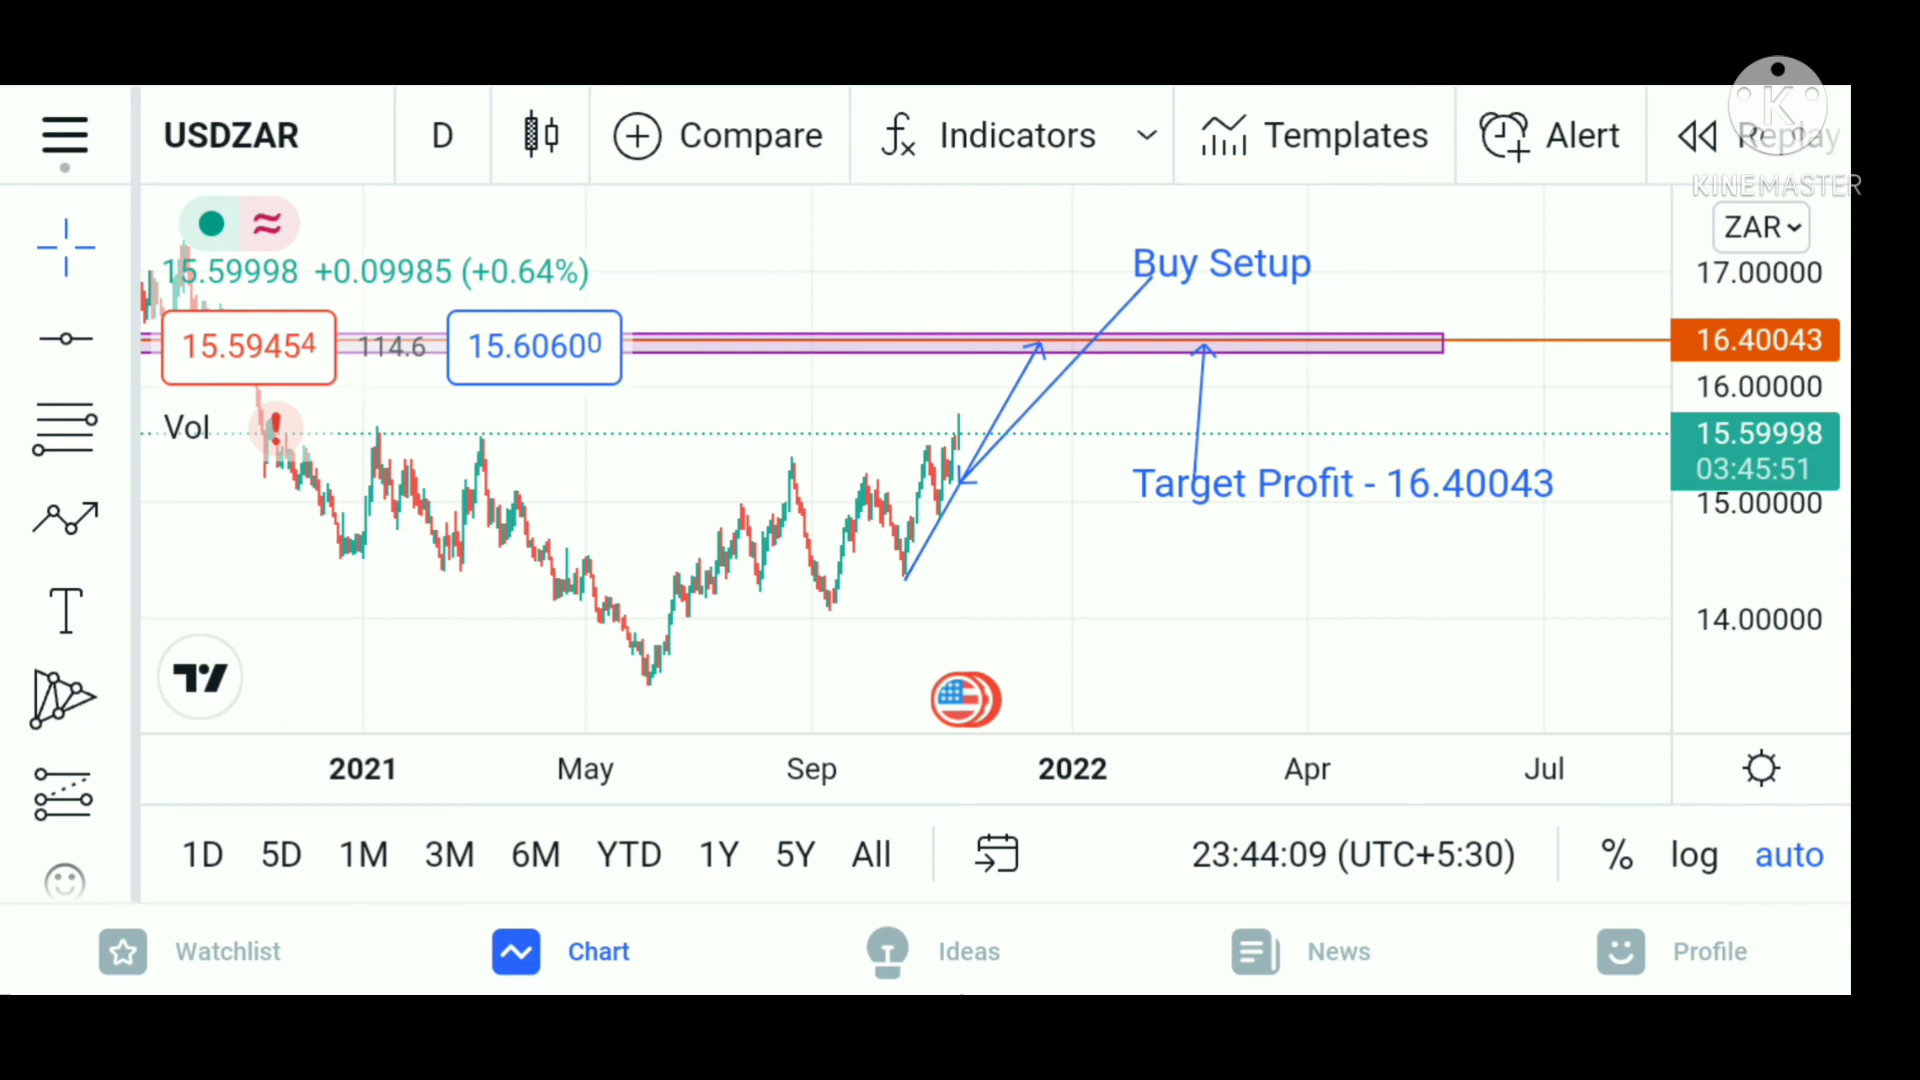 USDZAR D Compare Indicators Templates Alert Replay
KINEMASTER
ZAR
15.59998 +0.09985 (+0.64%)
Buy Setup
17.00000
15.59454 114.6 15.60600
16.40043
16.00000
Vol
15.59998
03:45:51
Target Profit - 16.40043
15.00000
14.00000
2021 May Sep 2022 Apr Jul
1D 5D 1M 3M 6M YTD 1Y 5Y All 23:44:09 (UTC+5:30) % log auto
Watchlist Chart Ideas News Profile